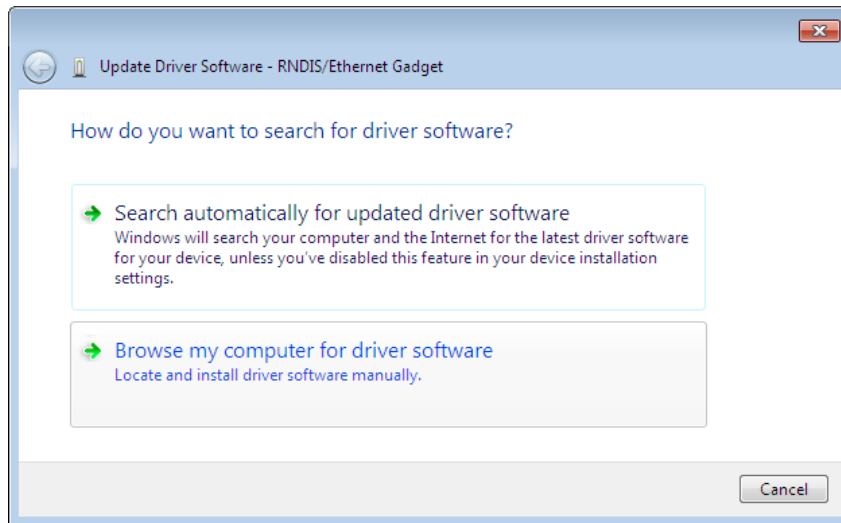 Update Driver Software - RNDIS/Ethernet Gadget
How do you want to search for driver software?
Search automatically for updated driver software
Windows will search your computer and the Internet for the latest driver software
for your device, unless you've disabled this feature in your device installation
settings.
Browse my computer for driver software
Locate and install driver software manually.
Cancel